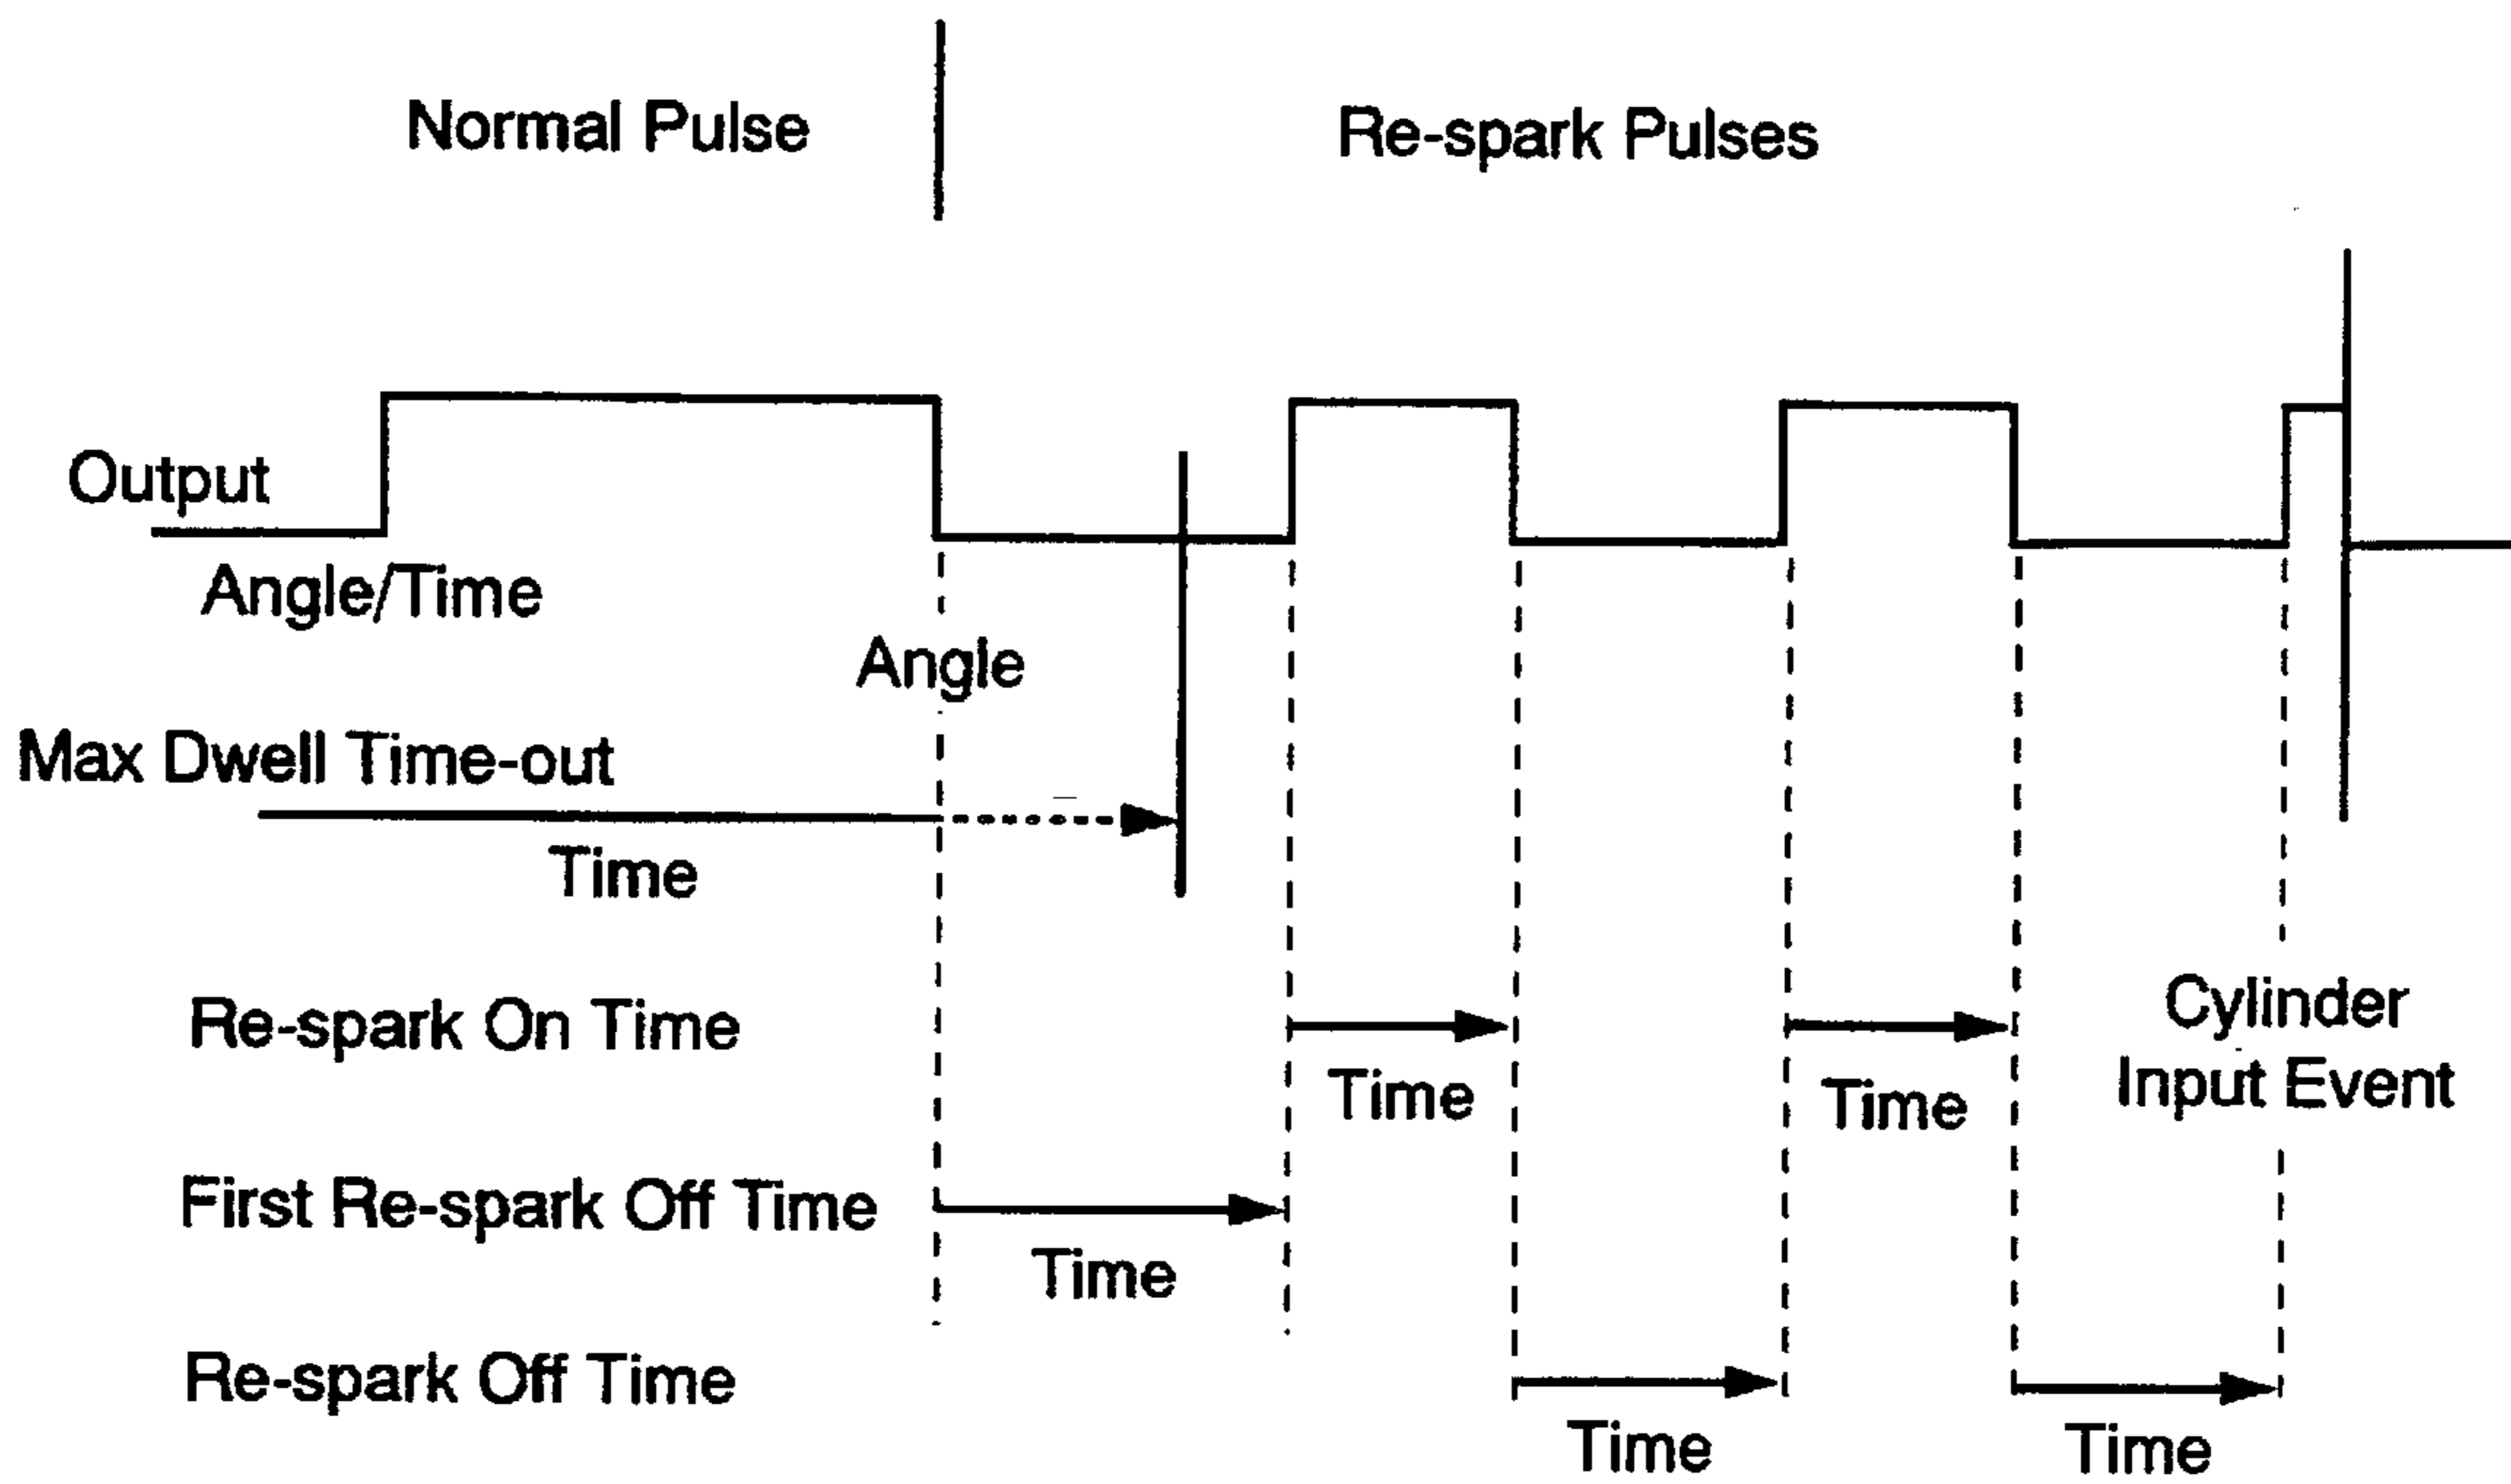 Normal Pulse
Re-spark Pulses
Output
Angle/Time
Angle
Max Dwell Time-out
Time
Re-spark On Time
Time
Time
Cylinder
Input Event
First Re-spark Off Time
Time
Re-spark Off Time
Time
Time